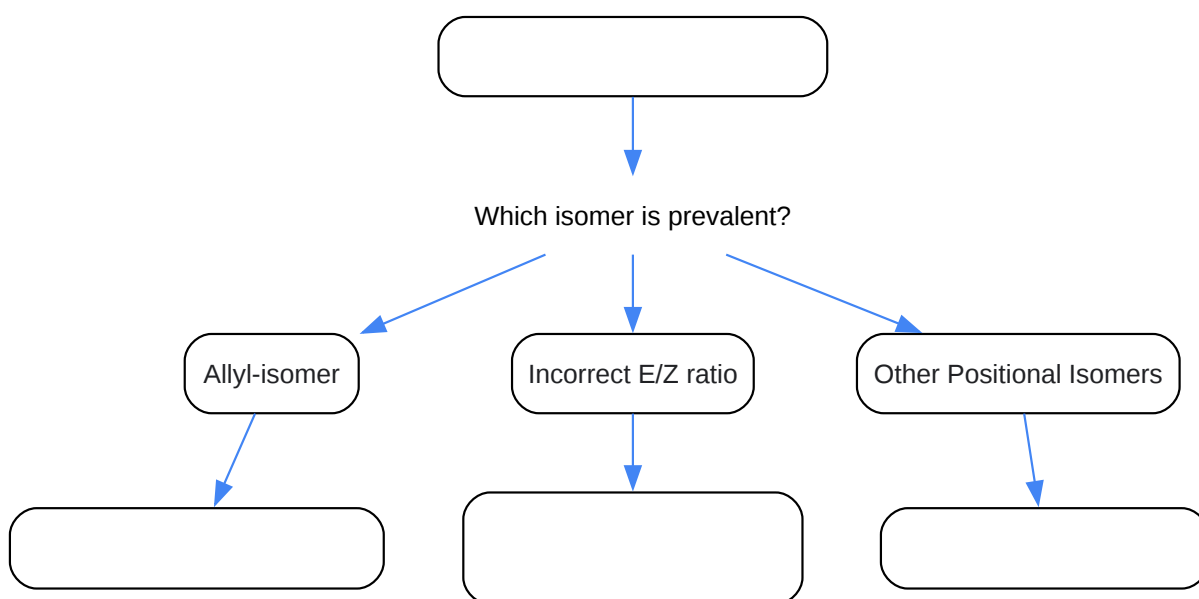 Which isomer is prevalent?
Allyl-isomer
Incorrect E/Z ratio
Other Positional Isomers